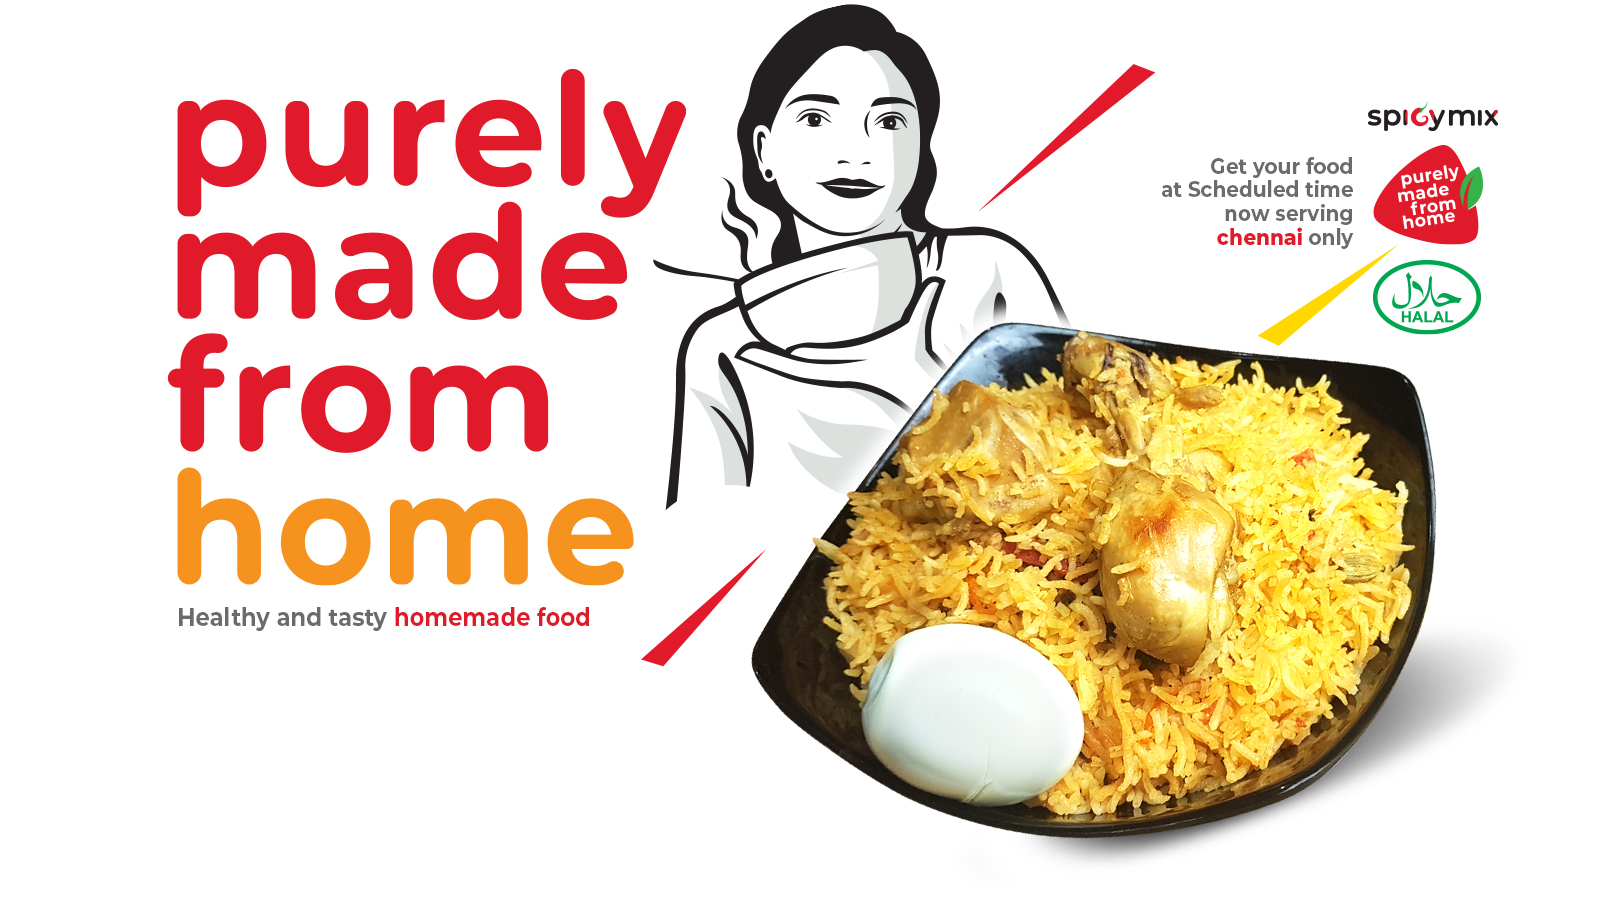 purely
made
from
home
Healthy and tasty homemade food
spicymix
Get your food
at Scheduled time
now serving
chennai only
purely
made
from
home
حلال
HALAL